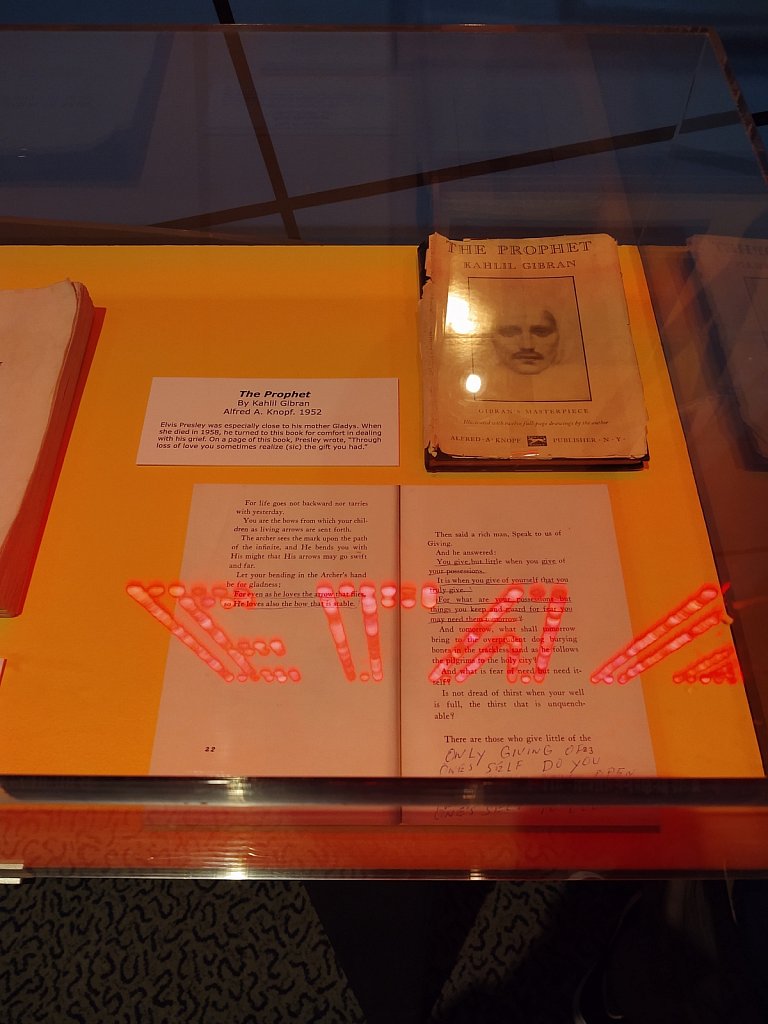 THE PROPHET
KAHLIL GIBRAN
GIBRAN'S MASTERPIECE
Illustrated with twelve full page drawings by the author
ALFRED · A · KNOPF PUBLISHER · N · Y ·
The Prophet
By Kahlil Gibran
Alfred A. Knopf. 1952
Elvis Presley was especially close to his mother Gladys. When
she died in 1958, he turned to this book for comfort in dealing
with his grief. On a page of this book, Presley wrote, "Through
loss of love you sometimes realize (sic) the gift you had."
For life goes not backward nor tarries
with yesterday.
You are the bows from which your chil-
dren as living arrows are sent forth.
The archer sees the mark upon the path
of the infinite, and He bends you with
His might that His arrows may go swift
and far.
Let your bending in the Archer's hand
be for gladness;
For even as he loves the arrow that flies,
so He loves also the bow that is stable.
22
Then said a rich man, Speak to us of
Giving.
And he answered:
You give but little when you give of
your possessions.
It is when you give of yourself that you
truly give.
For what are your possessions but
things you keep and guard for fear you
may need them tomorrow?
And tomorrow, what shall tomorrow
bring to the overprudent dog burying
bones in the trackless sand as he follows
the pilgrims to the holy city?
And what is fear of need but need it-
self?
Is not dread of thirst when your well
is full, the thirst that is unquench-
able?
There are those who give little of the
23
ONLY GIVING OF
ONES SELF DO YOU
OPEN